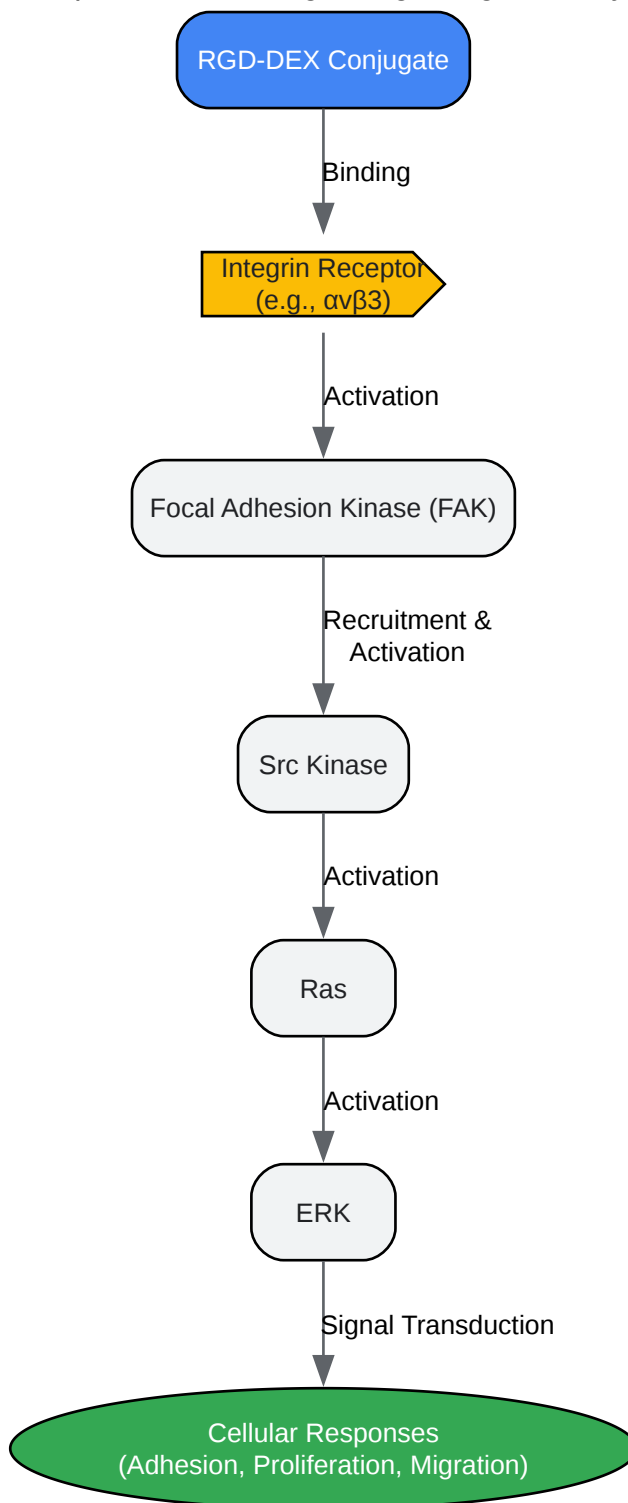 RGD-DEX Conjugate
Binding
Integrin Receptor
(e.g., αvβ3)
Activation
Focal Adhesion Kinase (FAK)
Recruitment &
Activation
Src Kinase
Activation
Ras
Activation
ERK
Signal Transduction
Cellular Responses
(Adhesion, Proliferation, Migration)